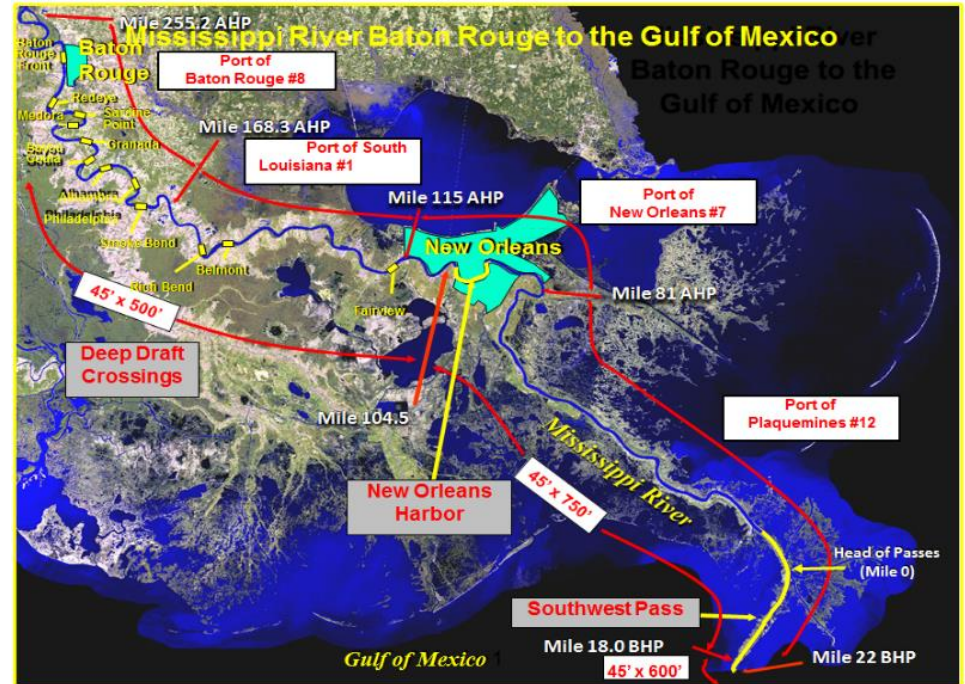 Mile 255.2 AHP
Mississippi River Baton Rouge to the Gulf of Mexico
Mississippi River
Baton Rouge to the
Gulf of Mexico
Baton
Rouge
Front
Baton
Rouge
Port of
Baton Rouge #8
Redeye
Medora
Sardine
Point
Granada
Bayou
Goula
Mile 168.3 AHP
Port of South
Louisiana #1
Alhambra
Philadelphia
Smoke Bend
Mile 115 AHP
Port of
New Orleans #7
New Orleans
Belmont
Rich Bend
Fairview
Mile 81 AHP
45’ x 500’
Deep Draft
Crossings
Mile 104.5
Port of
Plaquemines #12
Mississippi River
New Orleans
Harbor
45’ x 750’
Head of Passes
(Mile 0)
Southwest Pass
Mile 18.0 BHP
Gulf of Mexico 1
45’ x 600’
Mile 22 BHP